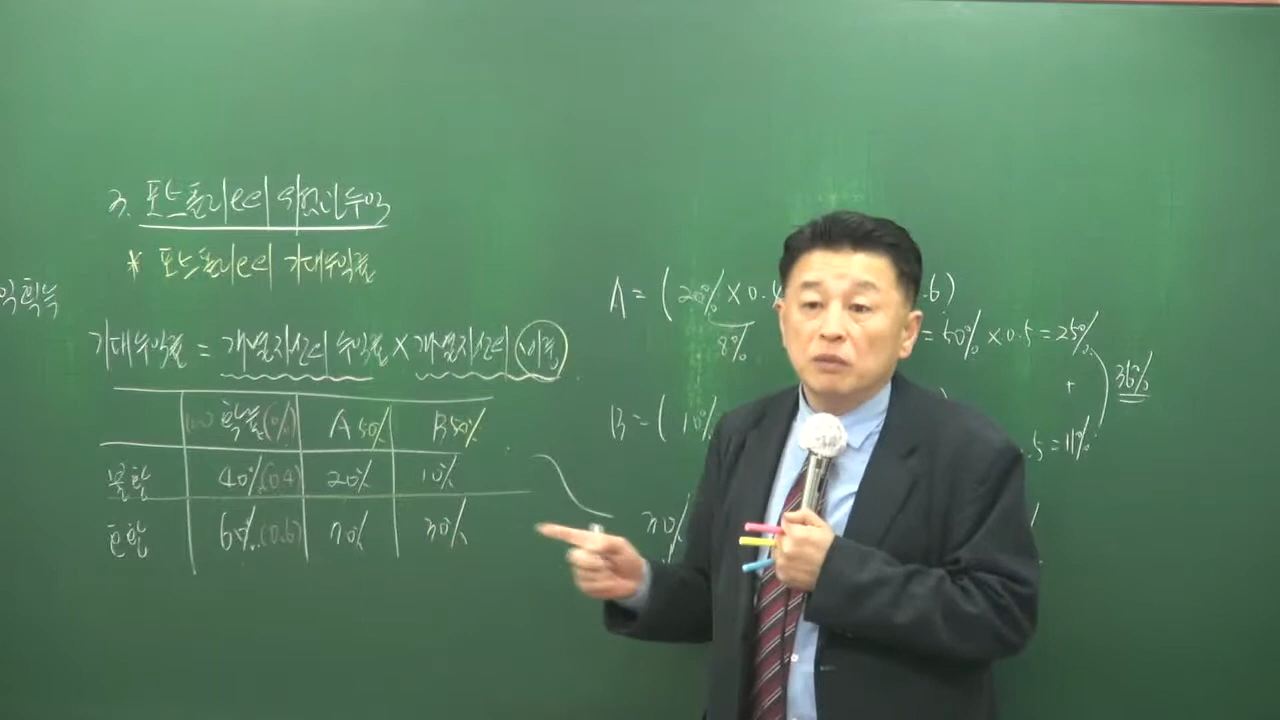 3. 포트폴리오의 위험과 수익
* 포트폴리오의 기대수익률
기대수익률 = 개별자산의 수익률 × 개별자산의 비중
확률(%) A 50% B 50%
불황 40%(0.4) 20% 10%
호황 60%(0.6) 70% 30%
A = (20% × 0.4 .6)
8% = 50% × 0.5 = 25%
+ 36%
B = (10% .5 = 11%
30%